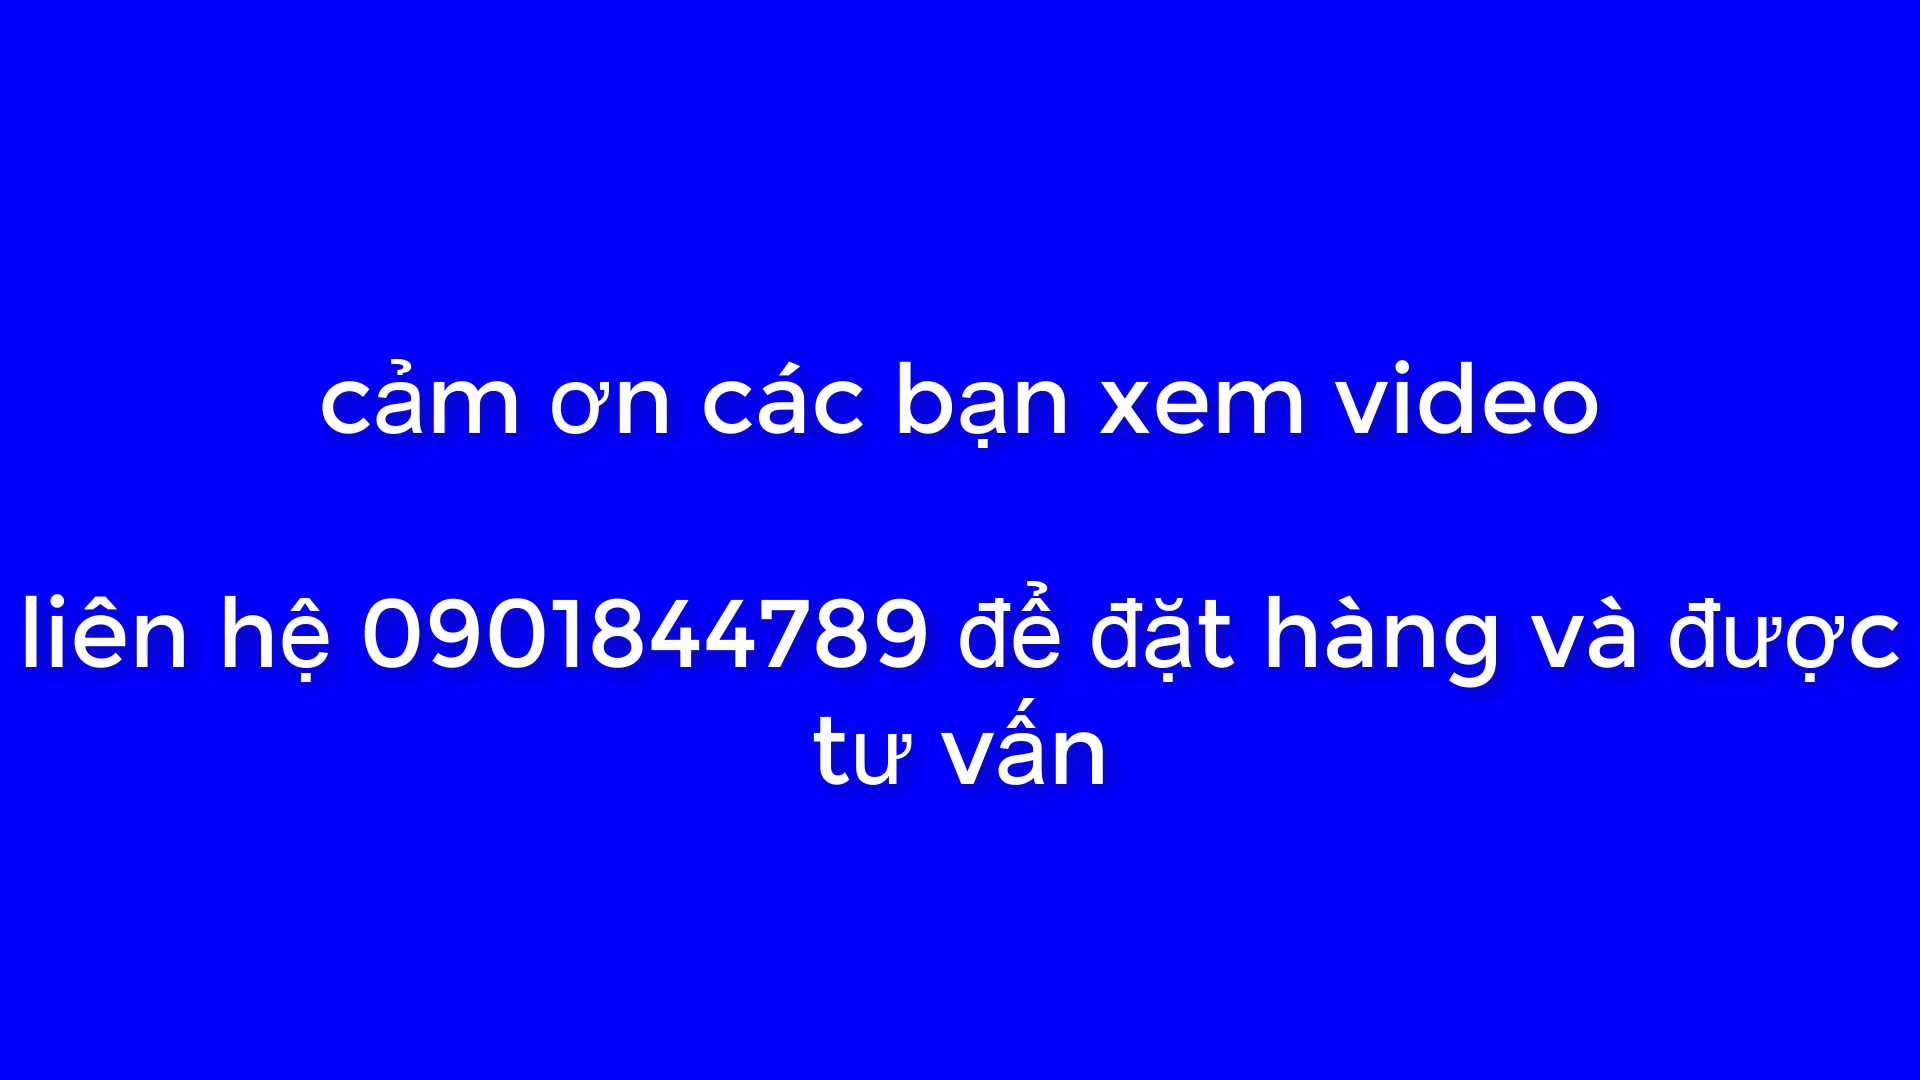 cảm ơn các bạn xem video
liên hệ 0901844789 để đặt hàng và được
tư vấn